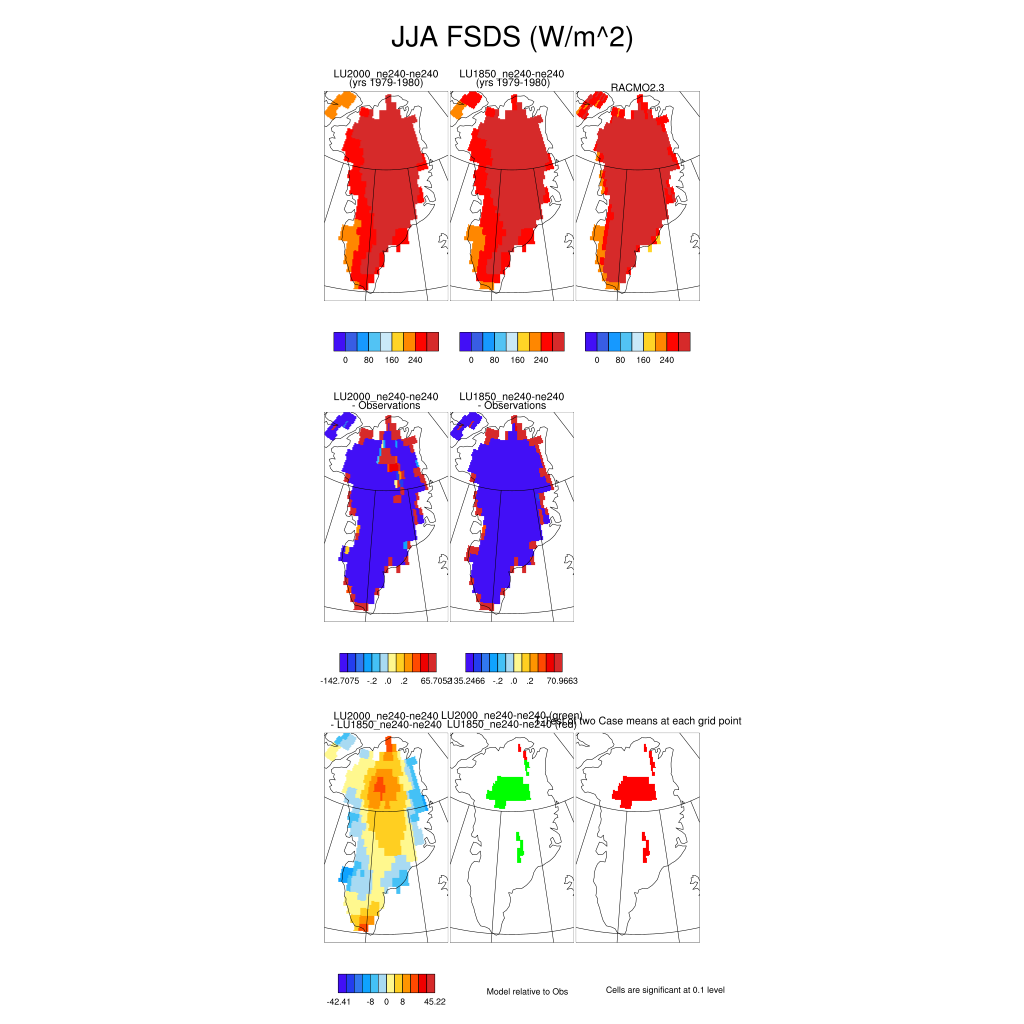 JJA FSDS (W/m^2)
LU2000_ne240-ne240
(yrs 1979-1980)
LU1850_ne240-ne240
(yrs 1979-1980)
RACMO2.3
0 80 160 240
0 80 160 240
0 80 160 240
LU2000_ne240-ne240
- Observations
LU1850_ne240-ne240
- Observations
-142.7075 -.2 .0 .2 65.7052
-135.2466 -.2 .0 .2 70.9663
LU2000_ne240-ne240
- LU1850_ne240-ne240
LU2000_ne240-ne240 (green)
LU1850_ne240-ne240 (red)
of two Case means at each grid point
-42.41 -8 0 8 45.22
Model relative to Obs
Cells are significant at 0.1 level